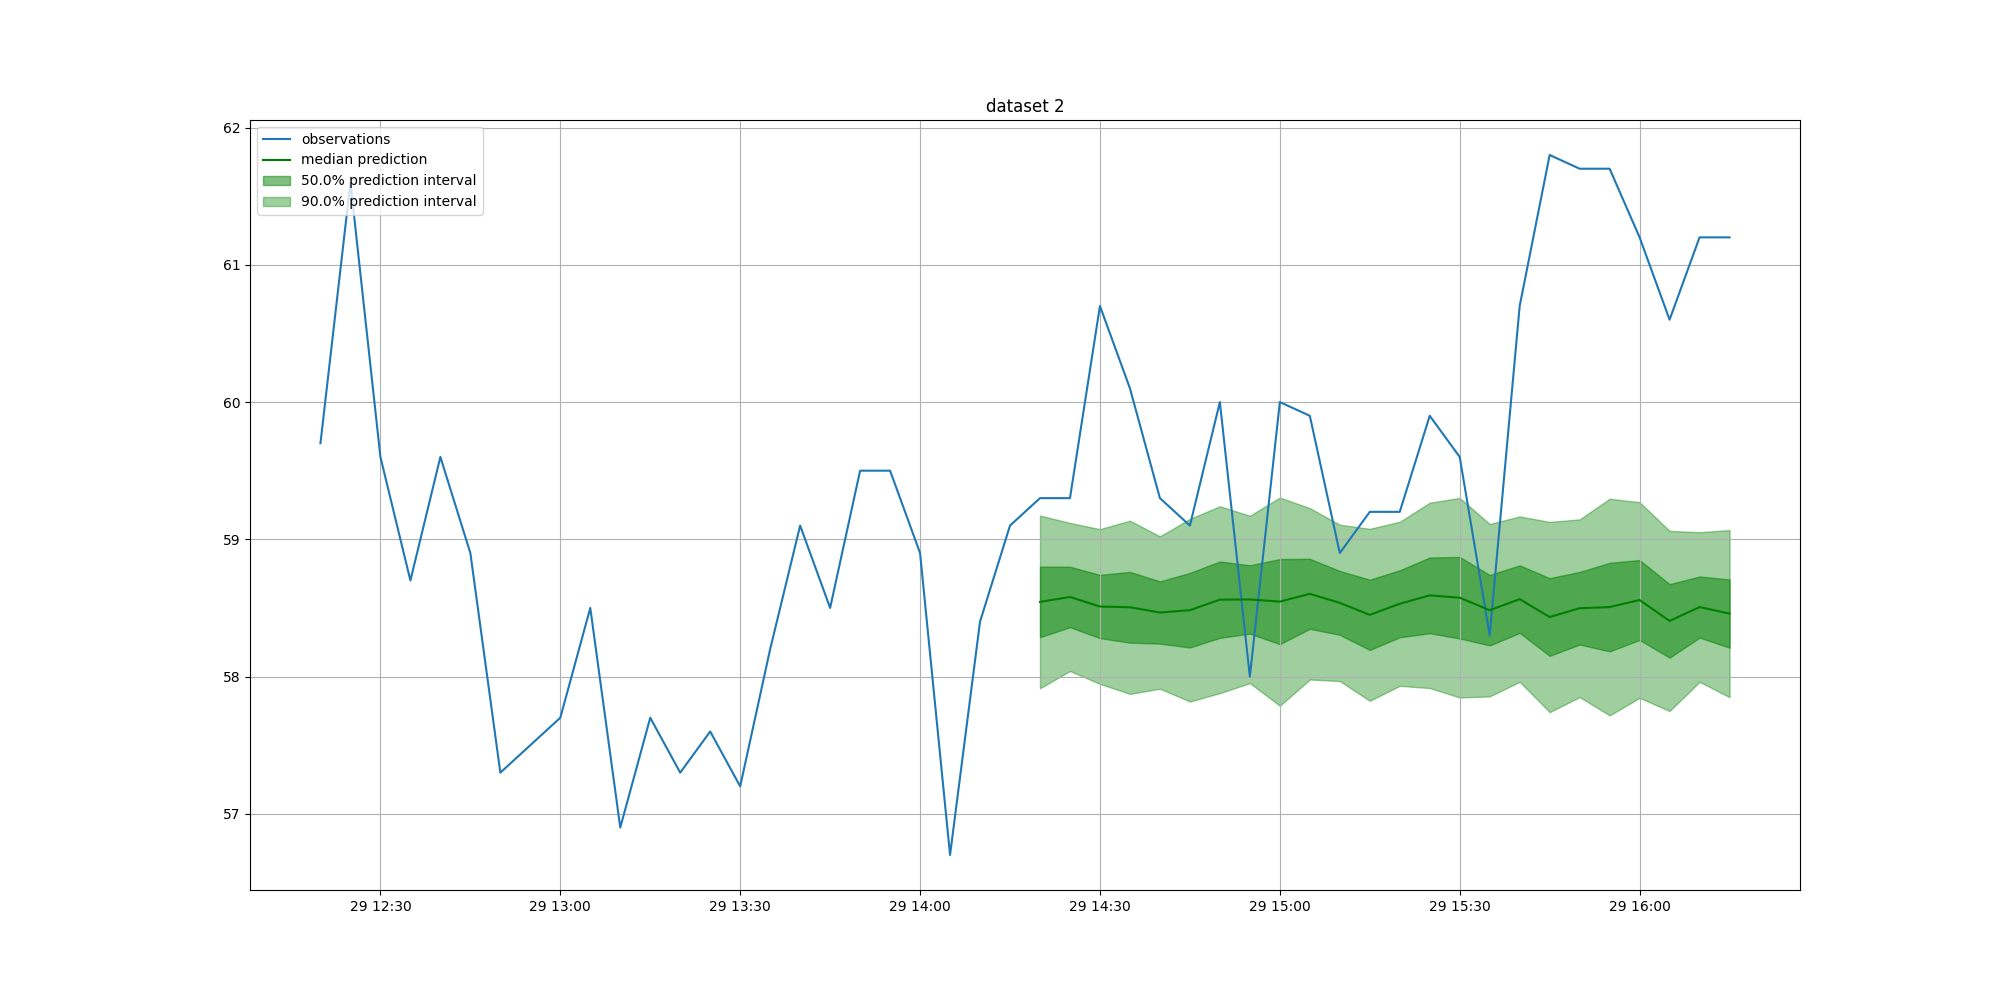 dataset 2
62
observations
median prediction
50.0% prediction interval
90.0% prediction interval
61
60
59
58
57
29 12:30 29 13:00 29 13:30 29 14:00 29 14:30 29 15:00 29 15:30 29 16:00